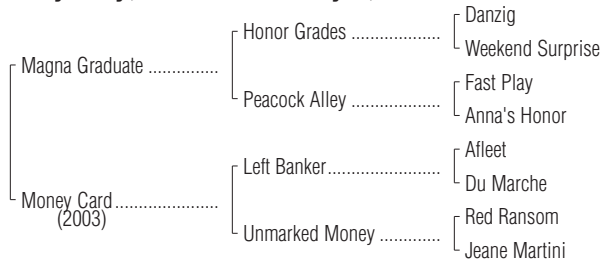 Danzig
Honor Grades ....................
Weekend Surprise
Magna Graduate ...............
Fast Play
Peacock Alley ....................
Anna's Honor
Afleet
Left Banker.........................
Du Marche
Money Card......................
(2003)
Red Ransom
Unmarked Money ..............
Jeane Martini